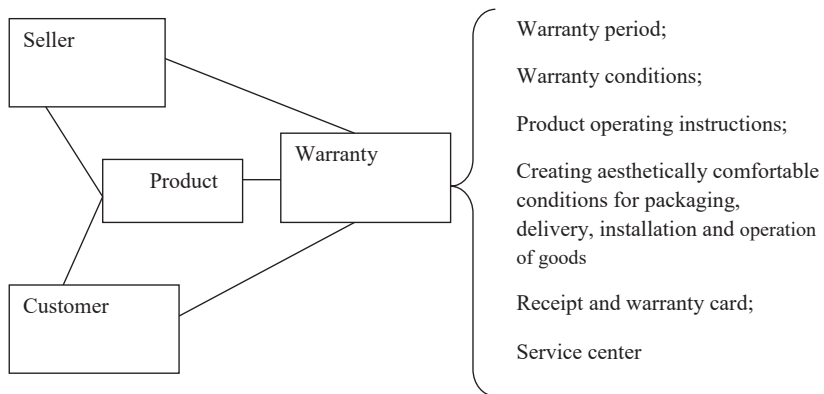 Seller
Product
Warranty
Customer
Warranty period;
Warranty conditions;
Product operating instructions;
Creating aesthetically comfortable
conditions for packaging,
delivery, installation and operation
of goods
Receipt and warranty card;
Service center